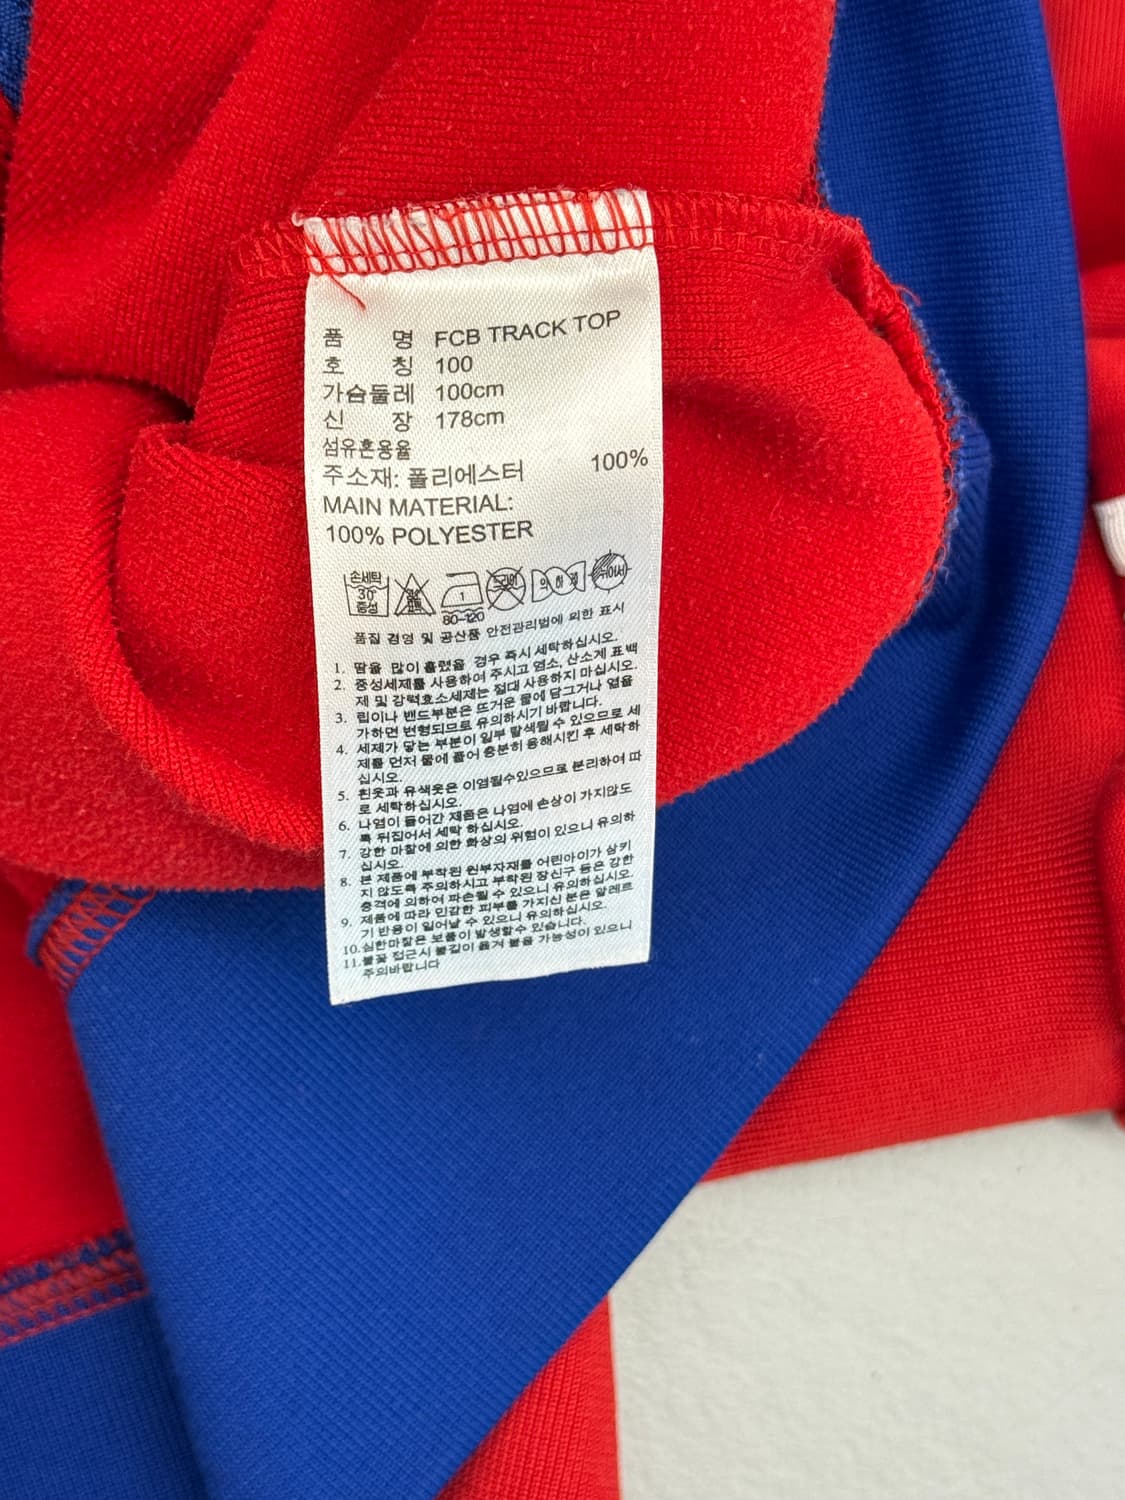 품 명 FCB TRACK TOP
호 칭 100
가슴둘레 100cm
신 장 178cm
섬유혼용율
주소재: 폴리에스터 100%
MAIN MATERIAL:
100% POLYESTER
손세탁 30 중성
80~120
품질 경영 및 공산품 안전관리법에 의한 표시
1. 땀을 많이 흘렸을 경우 즉시 세탁하십시오.
2. 중성세제를 사용하여 주시고 염소, 산소계 표백
제 및 강력효소세제는 절대 사용하지 마십시오.
3. 립이나 밴드부분은 뜨거운 물에 담그거나 열을
가하면 변형되므로 유의하시기 바랍니다.
4. 세제가 닿는 부분이 일부 탈색될 수 있으므로 세
제를 먼저 물에 풀어 충분히 용해시킨 후 세탁하
십시오.
5. 흰옷과 유색옷은 이염될수있으므로 분리하여 따
로 세탁하십시오.
6. 나염이 들어간 제품은 나염에 손상이 가지않도
록 뒤집어서 세탁 하십시오.
7. 강한 마찰에 의한 화상의 위험이 있으니 유의하
십시오.
8. 본 제품에 부착된 원부자재를 어린아이가 삼키
지 않도록 주의하시고 부착된 장신구 등은 강한
충격에 의하여 파손될 수 있으니 유의하십시오.
9. 제품에 따라 민감한 피부를 가지신 분은 알레르
기 반응이 일어날 수 있으니 유의하십시오.
10.심한마찰은 보풀이 발생할수 있습니다.
11.불꽃 접근시 불길이 옮겨 붙을 가능성이 있으니
주의바랍니다